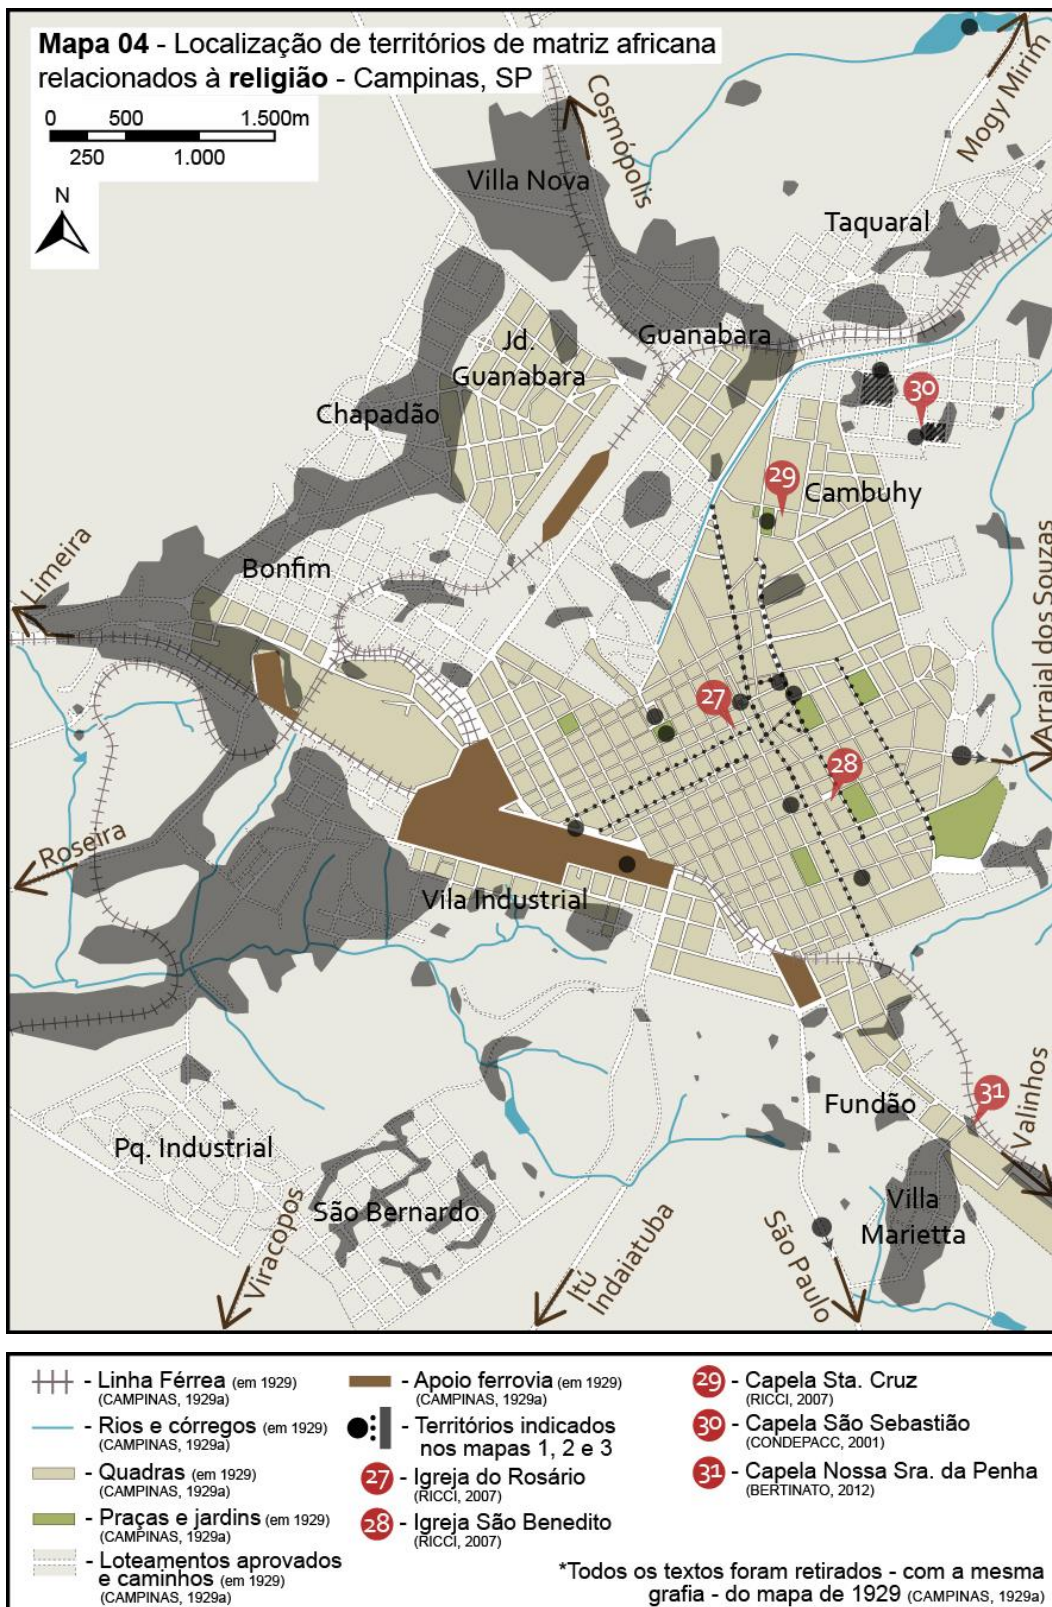 Mapa 04 - Localização de territórios de matriz africana
relacionados à religião - Campinas, SP
0 500 1.500m
250 1.000
N
Cosmópolis
Mogy Mirim
Villa Nova
Taquaral
Guanabara
Jd.
Guanabara
Chapadão
30
29
Cambuhy
Limeira
Bonfim
Arraial dos Souzas
27
28
Roseira
Vila Industrial
31
Valinhos
Fundão
Pq. Industrial
São Bernardo
Villa
Marietta
Viracopos
Itú
Indaiatuba
São Paulo
- Linha Férrea (em 1929)
(CAMPINAS, 1929a)
- Rios e córregos (em 1929)
(CAMPINAS, 1929a)
- Quadras (em 1929)
(CAMPINAS, 1929a)
- Praças e jardins (em 1929)
(CAMPINAS, 1929a)
- Loteamentos aprovados
e caminhos (em 1929)
(CAMPINAS, 1929a)
- Apoio ferrovia (em 1929)
(CAMPINAS, 1929a)
- Territórios indicados
nos mapas 1, 2 e 3
27 - Igreja do Rosário
(RICCI, 2007)
28 - Igreja São Benedito
(RICCI, 2007)
29 - Capela Sta. Cruz
(RICCI, 2007)
30 - Capela São Sebastião
(CONDEPACC, 2001)
31 - Capela Nossa Sra. da Penha
(BERTINATO, 2012)
*Todos os textos foram retirados - com a mesma
grafia - do mapa de 1929 (CAMPINAS, 1929a)